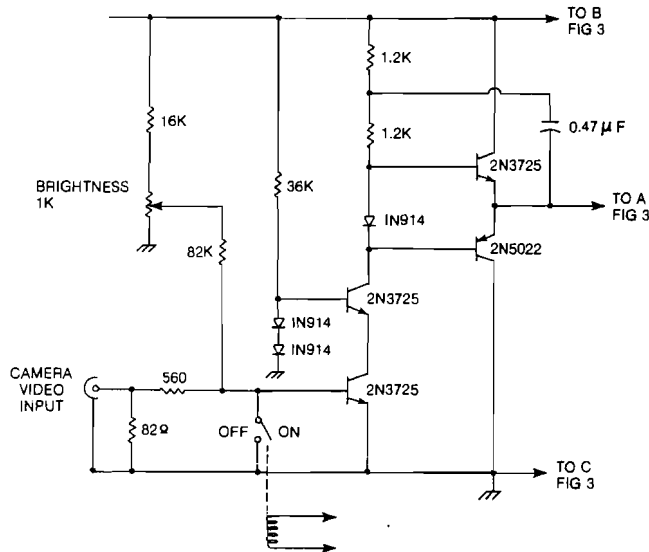 TO B
FIG 3
1.2K
16K
1.2K
0.47 µF
2N3725
BRIGHTNESS
1K
36K
TO A
FIG 3
IN914
82K
2N5022
2N3725
IN914
IN914
CAMERA
VIDEO
INPUT
560
2N3725
82Ω
OFF
ON
TO C
FIG 3